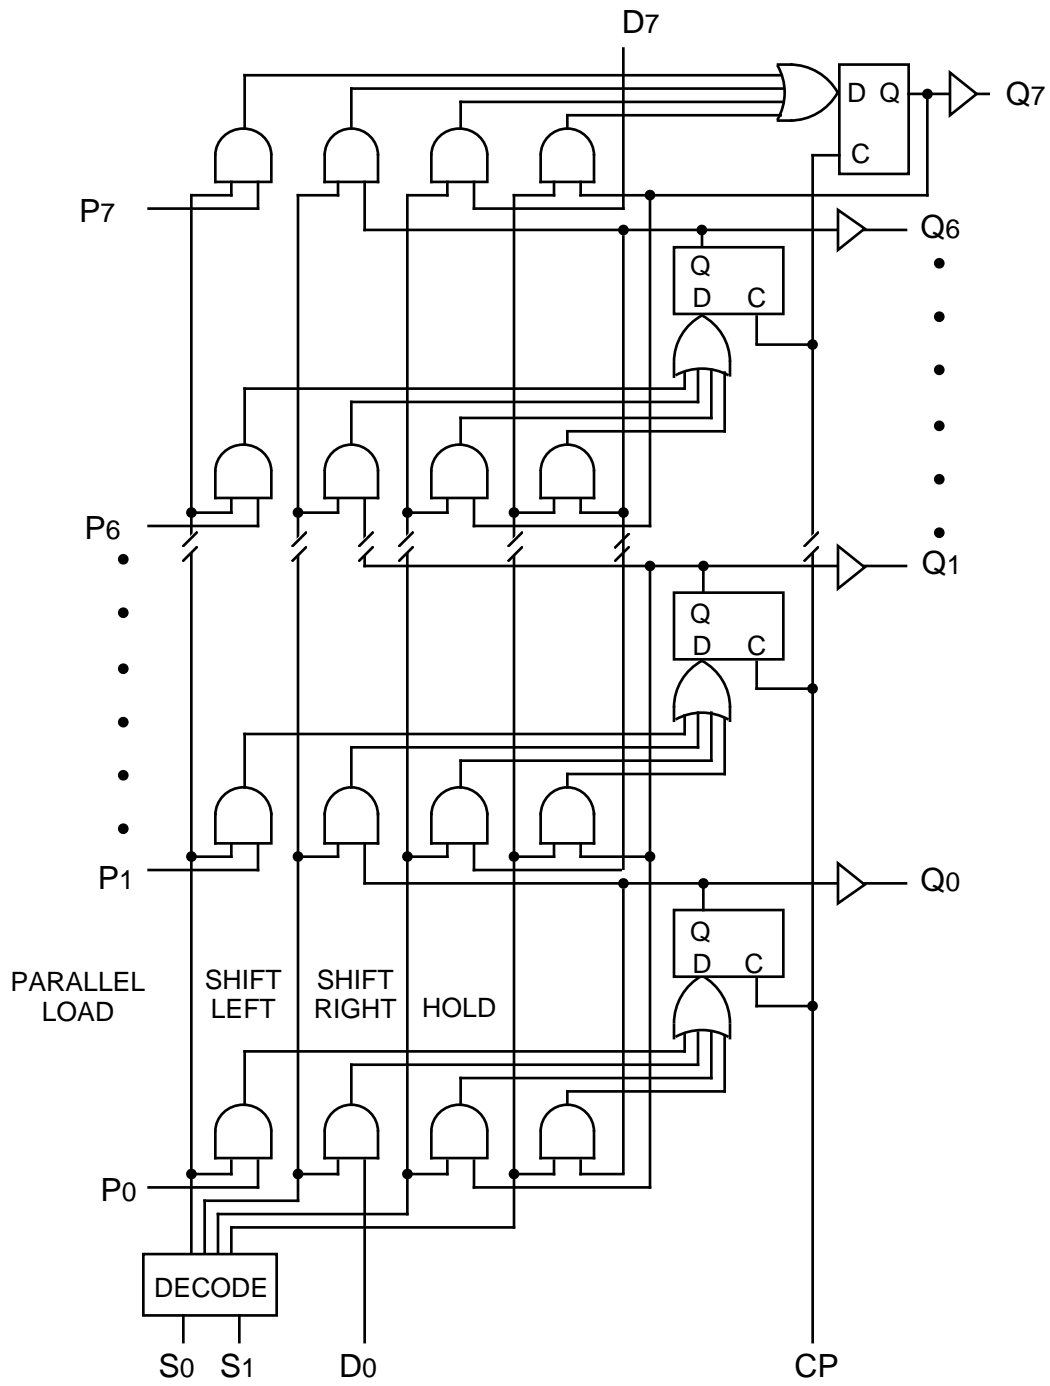 D7
D Q
Q7
C
P7
Q6
Q
D C
P6
Q1
Q
D C
P1
Q0
Q
D C
PARALLEL
LOAD
SHIFT
LEFT
SHIFT
RIGHT
HOLD
P0
DECODE
S0 S1 D0 CP